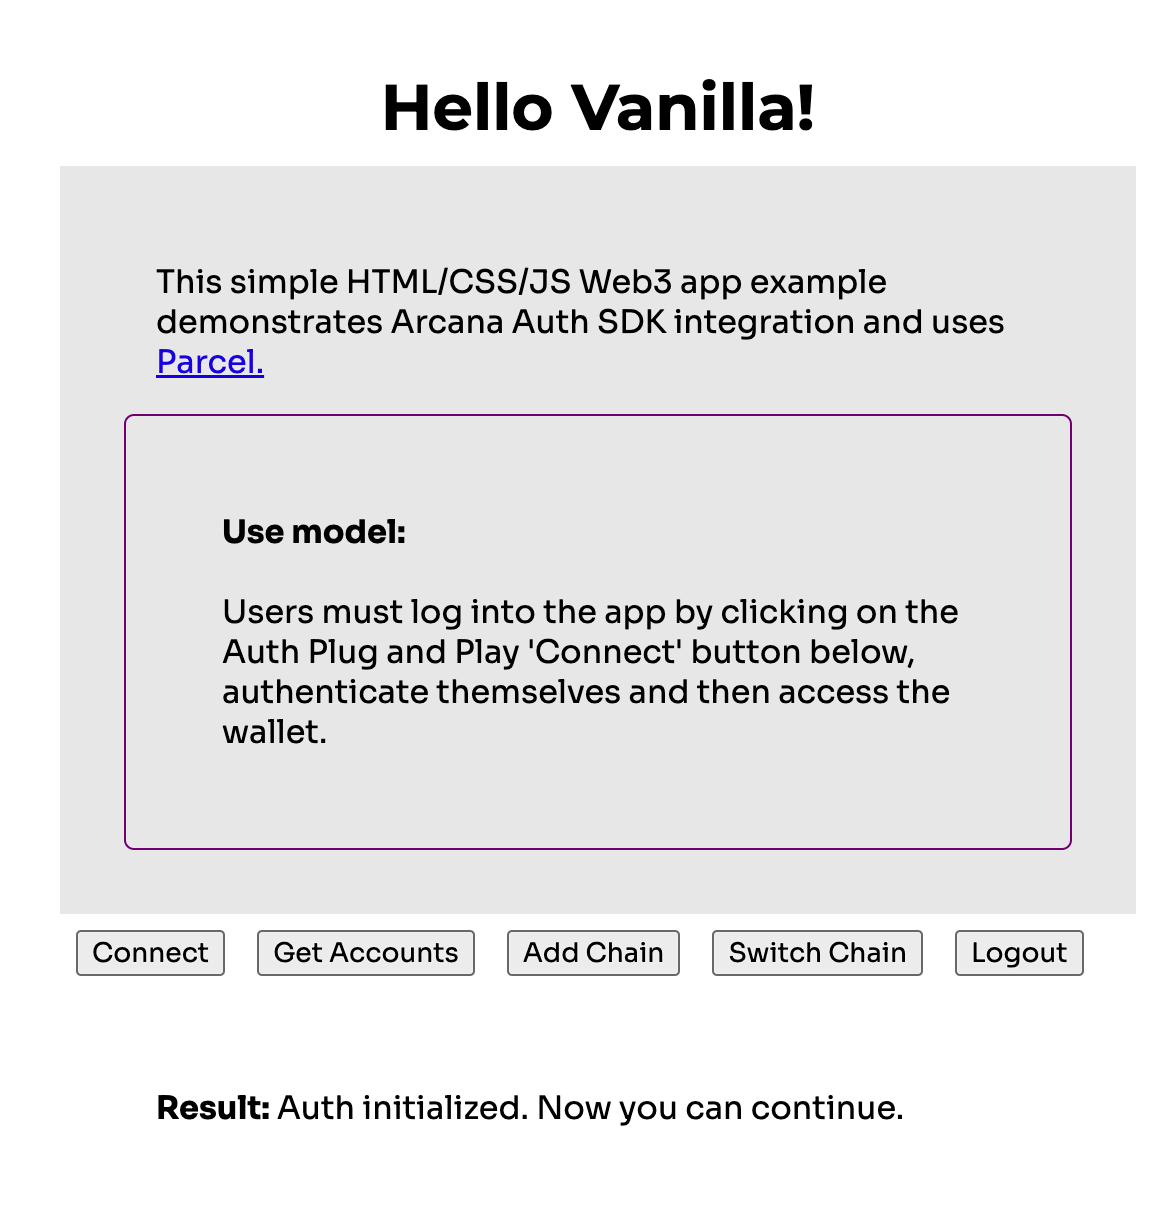 Hello Vanilla!
This simple HTML/CSS/JS Web3 app example
demonstrates Arcana Auth SDK integration and uses
Parcel.
Use model:
Users must log into the app by clicking on the
Auth Plug and Play 'Connect' button below,
authenticate themselves and then access the
wallet.
Connect Get Accounts Add Chain Switch Chain Logout
Result: Auth initialized. Now you can continue.